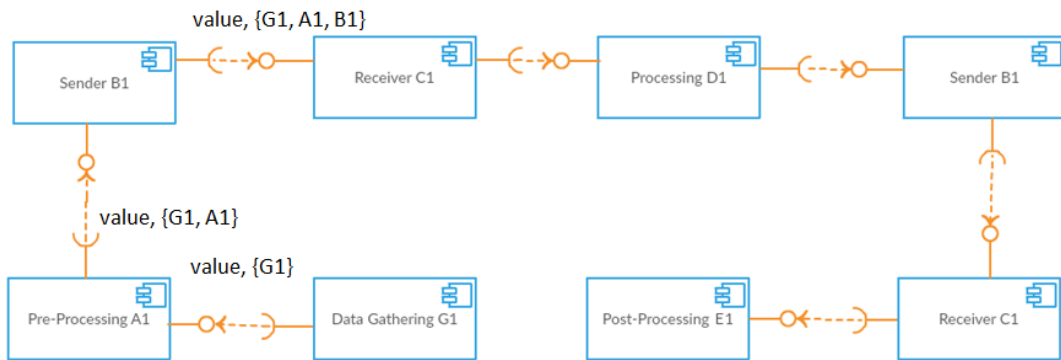 value, {G1, A1, B1}
Sender B1
Receiver C1
Processing D1
Sender B1
value, {G1, A1}
value, {G1}
Pre-Processing A1
Data Gathering G1
Post-Processing E1
Receiver C1